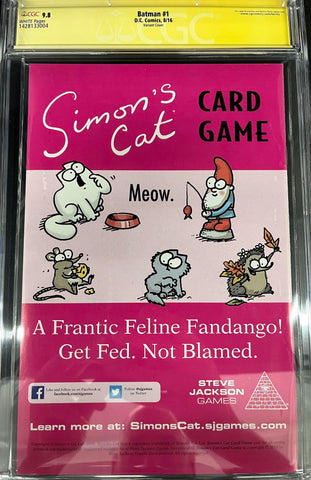 CGC 9.8
WHITE Pages
1428133004
Batman #1
D.C. Comics, 8/16
Variant Cover
Simon's Cat
CARD GAME
Meow.
A Frantic Feline Fandango!
Get Fed. Not Blamed.
Like and follow us on Facebook at
facebook.com/sjgames
Follow @sjgames
on Twitter
STEVE JACKSON GAMES
Learn more at: SimonsCat.sjgames.com